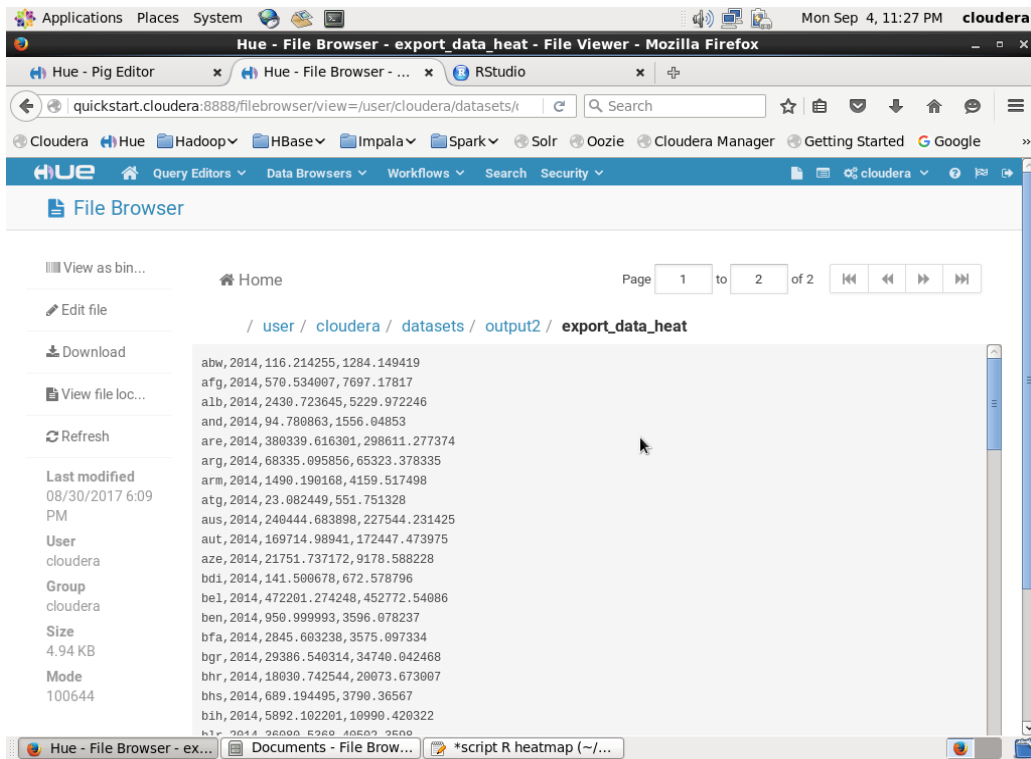 Applications Places System Mon Sep 4, 11:27 PM cloudera
Hue - File Browser - export_data_heat - File Viewer - Mozilla Firefox
Hue - Pig Editor Hue - File Browser - ... RStudio
quickstart.cloudera:8888/filebrowser/view=/user/cloudera/datasets/ Search
Cloudera Hue Hadoop HBase Impala Spark Solr Oozie Cloudera Manager Getting Started Google »
HUE Query Editors Data Browsers Workflows Search Security cloudera
File Browser
View as bin...
Home Page 1 to 2 of 2
Edit file
/ user / cloudera / datasets / output2 / export_data_heat
Download
View file loc...
Refresh
Last modified
08/30/2017 6:09
PM
User
cloudera
Group
cloudera
Size
4.94 KB
Mode
100644
abw,2014,116.214255,1284.149419
afg,2014,570.534007,7697.17817
alb,2014,2430.723645,5229.972246
and,2014,94.780863,1556.04853
are,2014,380339.616301,298611.277374
arg,2014,68335.095856,65323.378335
arm,2014,1490.190168,4159.517498
atg,2014,23.082449,551.751328
aus,2014,240444.683898,227544.231425
aut,2014,169714.98941,172447.473975
aze,2014,21751.737172,9178.588228
bdi,2014,141.500678,672.578796
bel,2014,472201.274248,452772.54086
ben,2014,950.999993,3596.078237
bfa,2014,2845.603238,3575.097334
bgr,2014,29386.540314,34740.042468
bhr,2014,18030.742544,20073.673007
bhs,2014,689.194495,3790.36567
bih,2014,5892.102201,10990.420322
blr,2014,36080.5368,40502.3598
Hue - File Browser - ex... Documents - File Brow... *script R heatmap (~/...